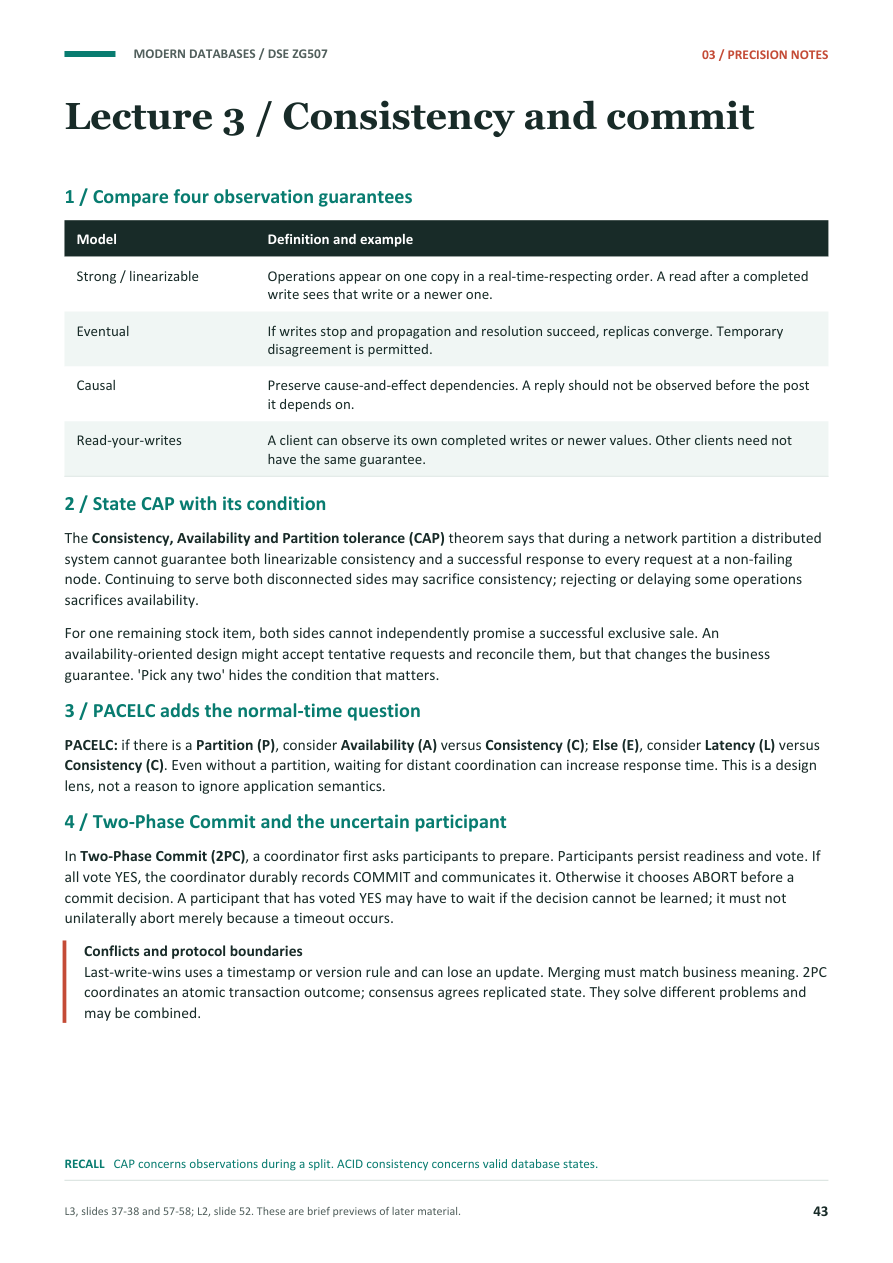 MODERN DATABASES / DSE ZG507
03 / PRECISION NOTES
Lecture 3 / Consistency and commit
1 / Compare four observation guarantees
Model Definition and example
Strong / linearizable Operations appear on one copy in a real-time-respecting order. A read after a completed
write sees that write or a newer one.
Eventual If writes stop and propagation and resolution succeed, replicas converge. Temporary
disagreement is permitted.
Causal Preserve cause-and-effect dependencies. A reply should not be observed before the post
it depends on.
Read-your-writes A client can observe its own completed writes or newer values. Other clients need not
have the same guarantee.
2 / State CAP with its condition
The Consistency, Availability and Partition tolerance (CAP) theorem says that during a network partition a distributed
system cannot guarantee both linearizable consistency and a successful response to every request at a non-failing
node. Continuing to serve both disconnected sides may sacrifice consistency; rejecting or delaying some operations
sacrifices availability.
For one remaining stock item, both sides cannot independently promise a successful exclusive sale. An
availability-oriented design might accept tentative requests and reconcile them, but that changes the business
guarantee. 'Pick any two' hides the condition that matters.
3 / PACELC adds the normal-time question
PACELC: if there is a Partition (P), consider Availability (A) versus Consistency (C); Else (E), consider Latency (L) versus
Consistency (C). Even without a partition, waiting for distant coordination can increase response time. This is a design
lens, not a reason to ignore application semantics.
4 / Two-Phase Commit and the uncertain participant
In Two-Phase Commit (2PC), a coordinator first asks participants to prepare. Participants persist readiness and vote. If
all vote YES, the coordinator durably records COMMIT and communicates it. Otherwise it chooses ABORT before a
commit decision. A participant that has voted YES may have to wait if the decision cannot be learned; it must not
unilaterally abort merely because a timeout occurs.
Conflicts and protocol boundaries
Last-write-wins uses a timestamp or version rule and can lose an update. Merging must match business meaning. 2PC
coordinates an atomic transaction outcome; consensus agrees replicated state. They solve different problems and
may be combined.
RECALL CAP concerns observations during a split. ACID consistency concerns valid database states.
L3, slides 37-38 and 57-58; L2, slide 52. These are brief previews of later material.
43